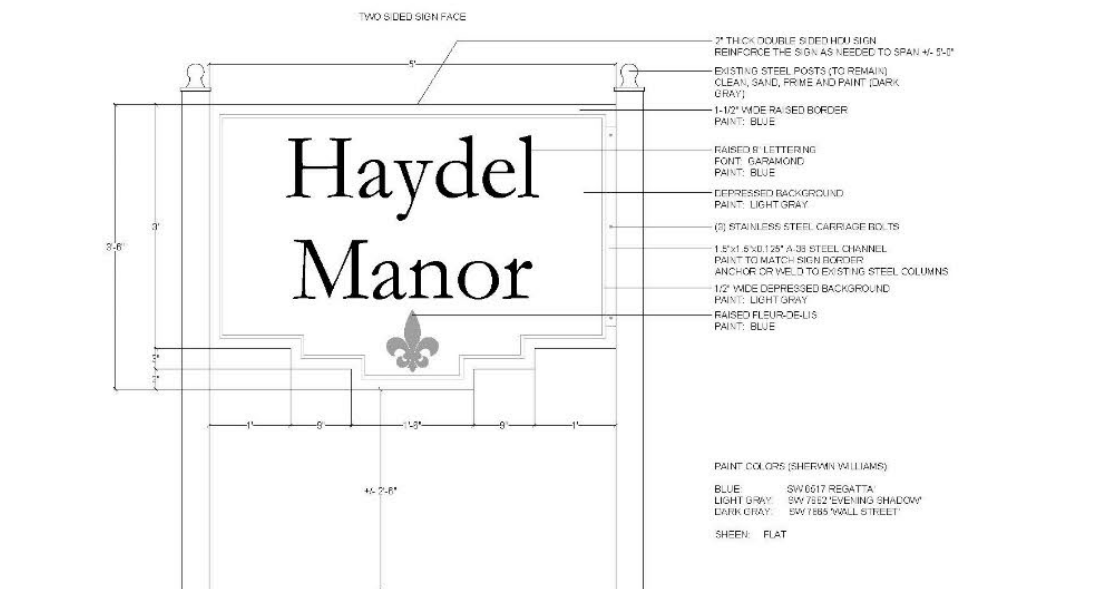 TWO SIDED SIGN FACE
2" THICK DOUBLE SIDED HDU SIGN
REINFORCE THE SIGN AS NEEDED TO SPAN +/- 5'-0"
5'
EXISTING STEEL POSTS (TO REMAIN)
CLEAN, SAND, PRIME AND PAINT (DARK
GRAY)
1-1/2" WIDE RAISED BORDER
PAINT: BLUE
Haydel
Manor
RAISED 8" LETTERING
FONT: GARAMOND
PAINT: BLUE
DEPRESSED BACKGROUND
PAINT: LIGHT GRAY
(3) STAINLESS STEEL CARRIAGE BOLTS
3'
3'-6"
1.5"x1.5"x0.125" A-36 STEEL CHANNEL
PAINT TO MATCH SIGN BORDER
ANCHOR OR WELD TO EXISTING STEEL COLUMNS
1/2" WIDE DEPRESSED BACKGROUND
PAINT: LIGHT GRAY
RAISED FLEUR-DE-LIS
PAINT: BLUE
1'
9"
1'-6"
9"
1'
+/- 2'-6"
PAINT COLORS (SHERWIN WILLIAMS)
BLUE: SW 6517 REGATTA
LIGHT GRAY: SW 7662 'EVENING SHADOW'
DARK GRAY: SW 7665 'WALL STREET'
SHEEN: FLAT